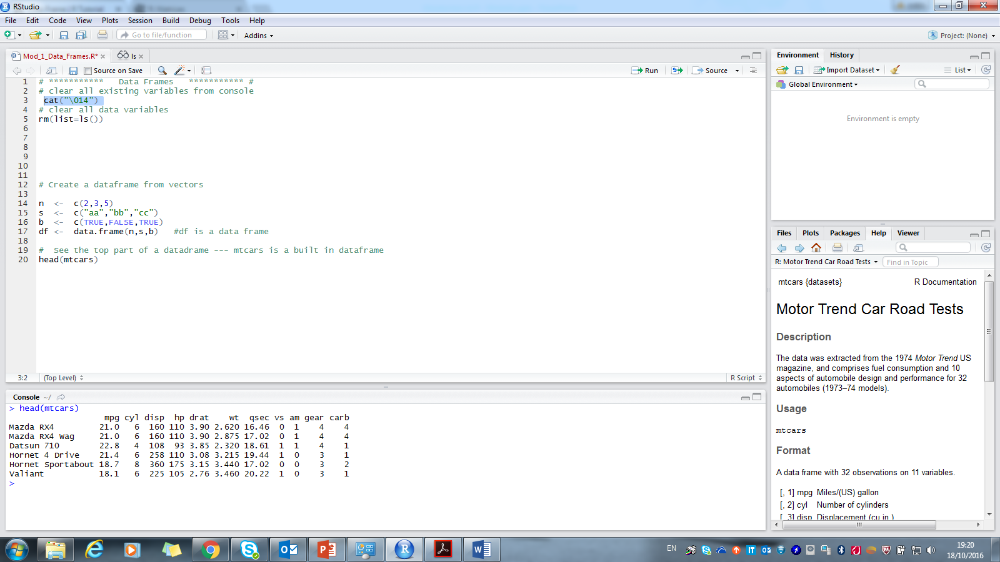 RStudio
File Edit Code View Plots Session Build Debug Tools Help
Go to file/function Addins Project: (None)
Mod_1_Data_Frames.R* ls
Source on Save Run Source
1 # *********** Data Frames *********** #
2 # clear all existing variables from console
3 cat("\014")
4 # clear all data variables
5 rm(list=ls())
6
7
8
9
10
11
12 # Create a dataframe from vectors
13
14 n <- c(2,3,5)
15 s <- c("aa","bb","cc")
16 b <- c(TRUE,FALSE,TRUE)
17 df <- data.frame(n,s,b) #df is a data frame
18
19 # See the top part of a datadrame --- mtcars is a built in dataframe
20 head(mtcars)
3:2 (Top Level) R Script
Console ~/
> head(mtcars)
mpg cyl disp hp drat wt qsec vs am gear carb
Mazda RX4 21.0 6 160 110 3.90 2.620 16.46 0 1 4 4
Mazda RX4 Wag 21.0 6 160 110 3.90 2.875 17.02 0 1 4 4
Datsun 710 22.8 4 108 93 3.85 2.320 18.61 1 1 4 1
Hornet 4 Drive 21.4 6 258 110 3.08 3.215 19.44 1 0 3 1
Hornet Sportabout 18.7 8 360 175 3.15 3.440 17.02 0 0 3 2
Valiant 18.1 6 225 105 2.76 3.460 20.22 1 0 3 1
>
Environment History
Import Dataset List
Global Environment
Environment is empty
Files Plots Packages Help Viewer
R: Motor Trend Car Road Tests Find in Topic
mtcars {datasets} R Documentation
Motor Trend Car Road Tests
Description
The data was extracted from the 1974 Motor Trend US
magazine, and comprises fuel consumption and 10
aspects of automobile design and performance for 32
automobiles (1973–74 models).
Usage
mtcars
Format
A data frame with 32 observations on 11 variables.
[, 1] mpg Miles/(US) gallon
[, 2] cyl Number of cylinders
[, 3] disp Displacement (cu.in.)
EN
19:20
18/10/2016